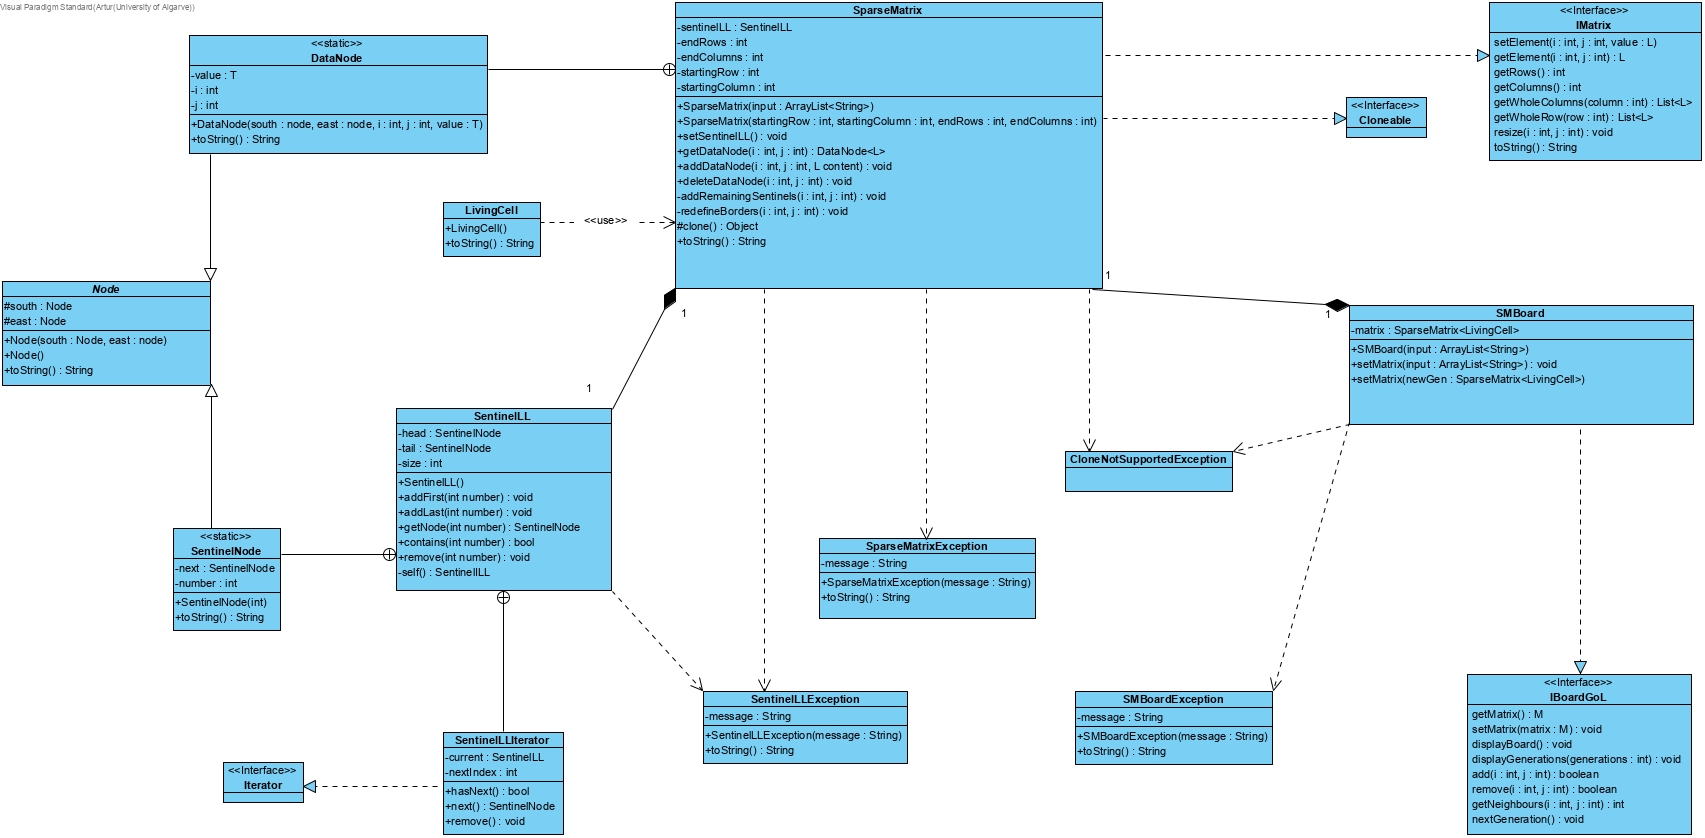 Visual Paradigm Standard(Artur(University of Algarve))
SparseMatrix
-sentinelLL : SentinelLL
-endRows : int
-endColumns : int
-startingRow : int
-startingColumn : int
+SparseMatrix(input : ArrayList<String>)
+SparseMatrix(startingRow : int, startingColumn : int, endRows : int, endColumns : int)
+setSentinelLL() : void
+getDataNode(i : int, j : int) : DataNode<L>
+addDataNode(i : int, j : int, L content) : void
+deleteDataNode(i : int, j : int) : void
-addRemainingSentinels(i : int, j : int) : void
-redefineBorders(i : int, j : int) : void
#clone() : Object
+toString() : String
<<Interface>>
IMatrix
setElement(i : int, j : int, value : L)
getElement(i : int, j : int) : L
getRows() : int
getColumns() : int
getWholeColumns(column : int) : List<L>
getWholeRow(row : int) : List<L>
resize(i : int, j : int) : void
toString() : String
<<static>>
DataNode
-value : T
-i : int
-j : int
+DataNode(south : node, east : node, i : int, j : int, value : T)
+toString() : String
<<Interface>>
Cloneable
LivingCell
+LivingCell()
+toString() : String
<<use>>
Node
#south : Node
#east : Node
+Node(south : Node, east : node)
+Node()
+toString() : String
1
1
1
1
SMBoard
-matrix : SparseMatrix<LivingCell>
+SMBoard(input : ArrayList<String>)
+setMatrix(input : ArrayList<String>) : void
+setMatrix(newGen : SparseMatrix<LivingCell>)
SentinelLL
-head : SentinelNode
-tail : SentinelNode
-size : int
+SentinelLL()
+addFirst(int number) : void
+addLast(int number) : void
+getNode(int number) : SentinelNode
+contains(int number) : bool
+remove(int number) : void
-self() : SentinelLL
CloneNotSupportedException
<<static>>
SentinelNode
-next : SentinelNode
-number : int
+SentinelNode(int)
+toString() : String
SparseMatrixException
-message : String
+SparseMatrixException(message : String)
+toString() : String
SentinelLLException
-message : String
+SentinelLLException(message : String)
+toString() : String
SMBoardException
-message : String
+SMBoardException(message : String)
+toString() : String
<<Interface>>
IBoardGoL
getMatrix() : M
setMatrix(matrix : M) : void
displayBoard() : void
displayGenerations(generations : int) : void
add(i : int, j : int) : boolean
remove(i : int, j : int) : boolean
getNeighbours(i : int, j : int) : int
nextGeneration() : void
SentinelLLIterator
-current : SentinelLL
-nextIndex : int
+hasNext() : bool
+next() : SentinelNode
+remove() : void
<<Interface>>
Iterator